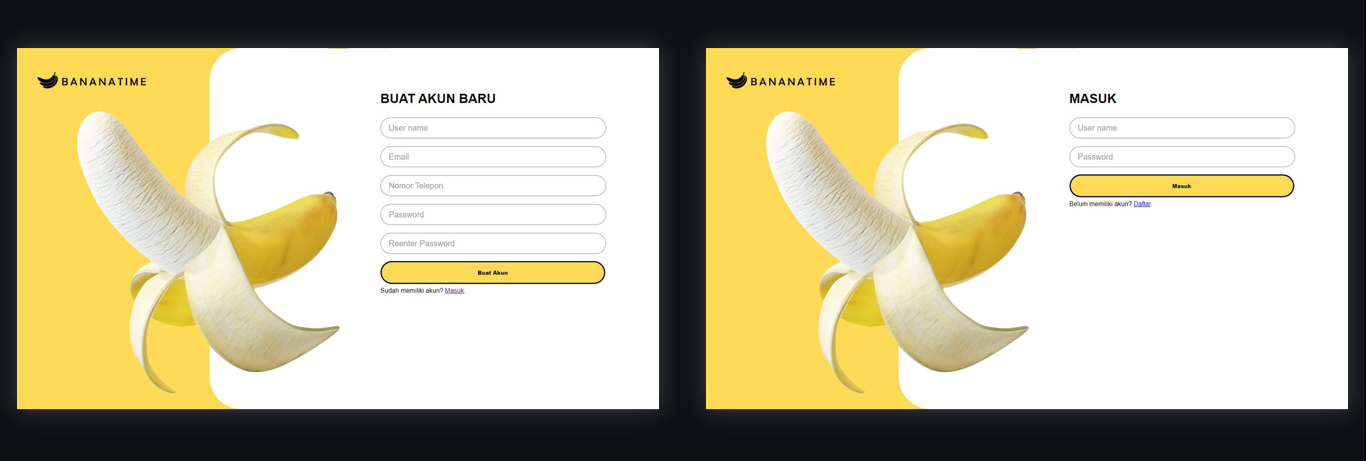 BANANATIME
BUAT AKUN BARU
User name
Email
Nomor Telepon
Password
Reenter Password
Buat Akun
Sudah memiliki akun? Masuk.
BANANATIME
MASUK
User name
Password
Masuk
Belum memiliki akun? Daftar.